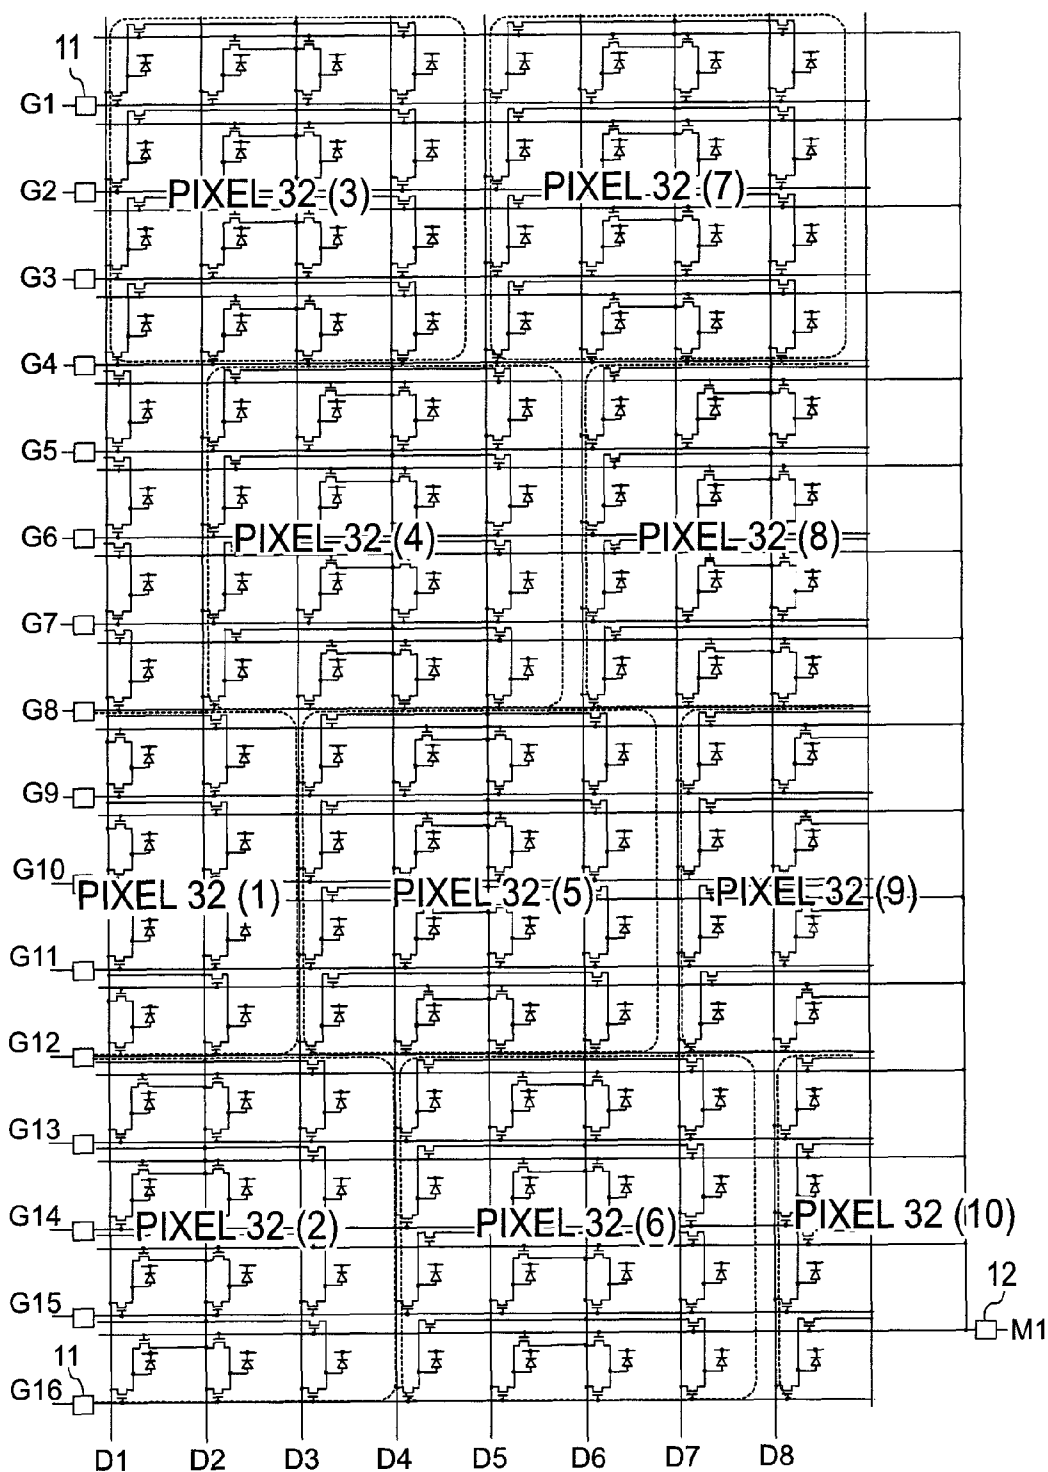 11
G1
G2
PIXEL 32 (3)
PIXEL 32 (7)
G3
G4
G5
G6
PIXEL 32 (4)
PIXEL 32 (8)
G7
G8
G9
G10
PIXEL 32 (1)
PIXEL 32 (5)
PIXEL 32 (9)
G11
G12
G13
G14
PIXEL 32 (2)
PIXEL 32 (6)
PIXEL 32 (10)
G15
12
M1
11
G16
D1 D2 D3 D4 D5 D6 D7 D8